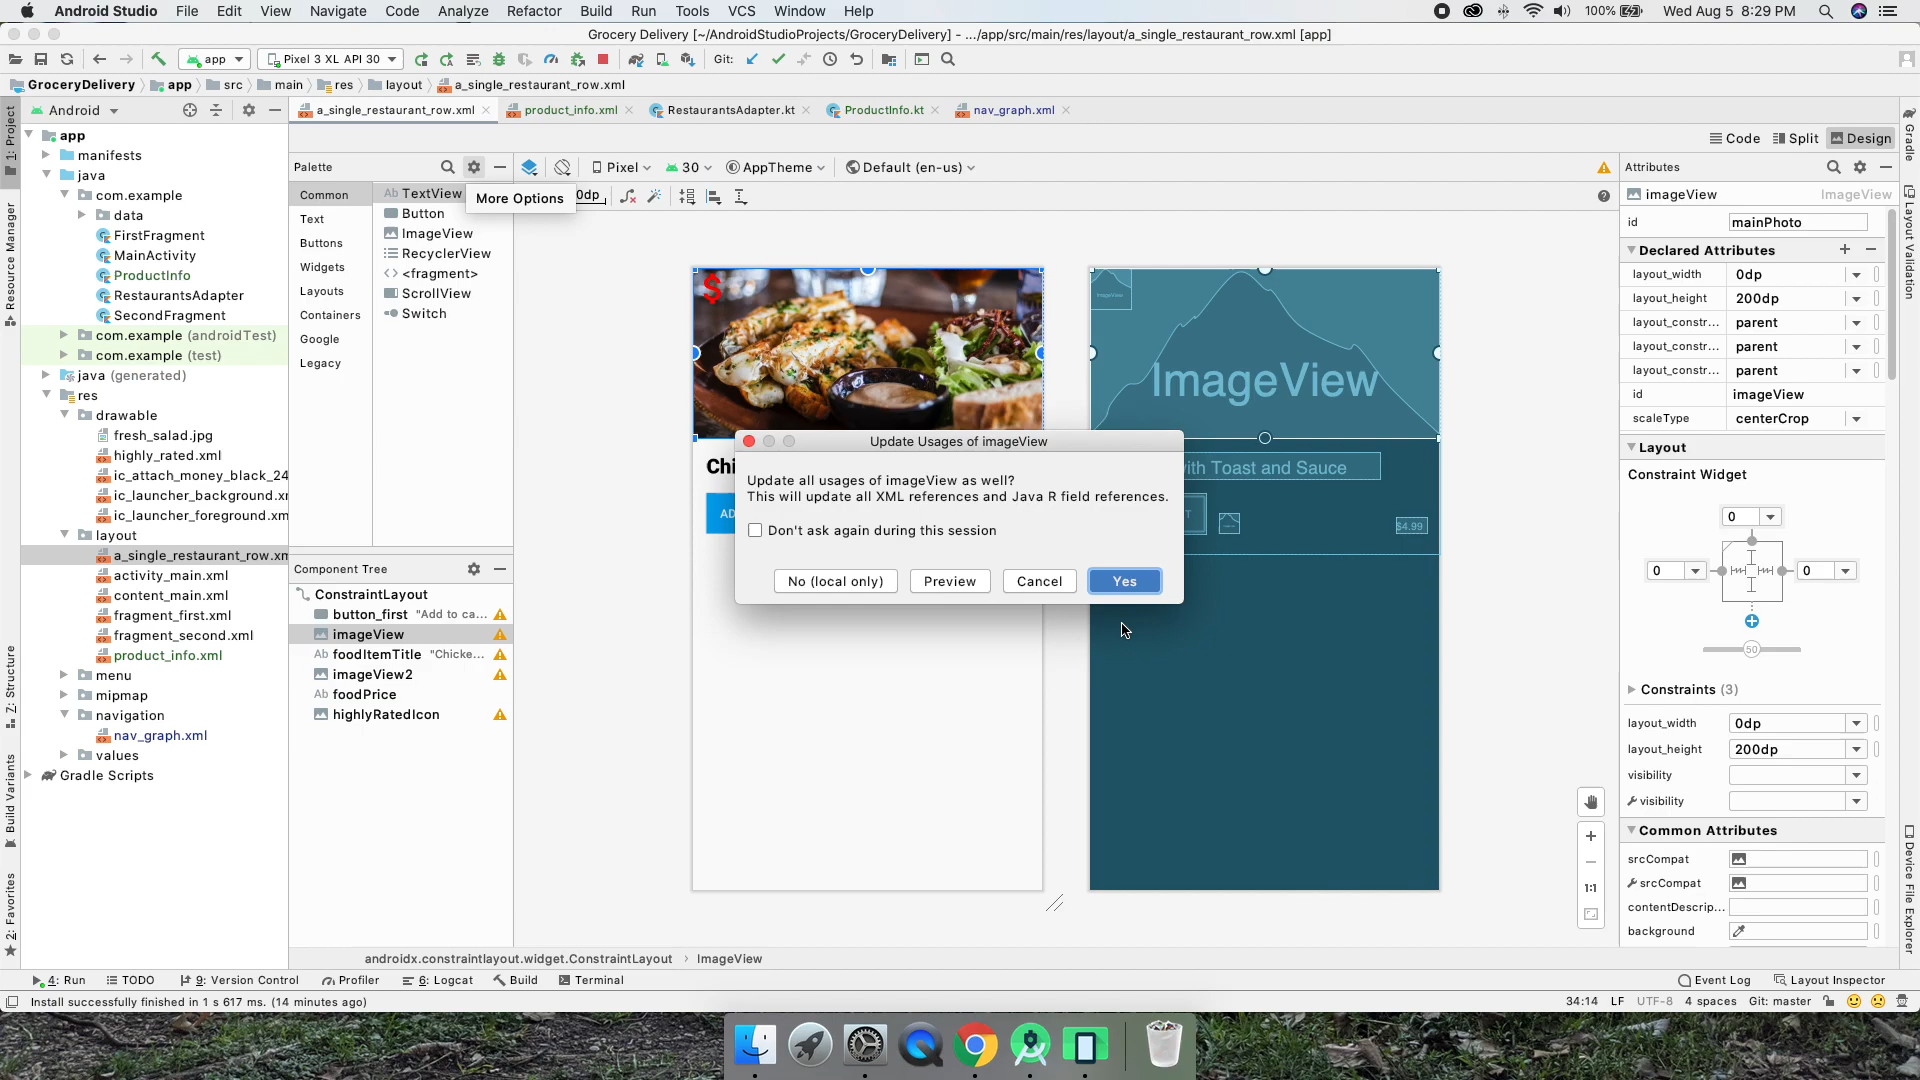 Android Studio File Edit View Navigate Code Analyze Refactor Build Run Tools VCS Window Help 100% Wed Aug 5 8:29 PM
Grocery Delivery [~/AndroidStudioProjects/GroceryDelivery] - .../app/src/main/res/layout/a_single_restaurant_row.xml [app]
app Pixel 3 XL API 30 Git:
GroceryDelivery app src main res layout a_single_restaurant_row.xml
Android a_single_restaurant_row.xml product_info.xml RestaurantsAdapter.kt ProductInfo.kt nav_graph.xml
Code Split Design
Palette Pixel 30 AppTheme Default (en-us) Attributes
Common Ab TextView More Options 0dp imageView ImageView
Text Button id mainPhoto
Buttons ImageView Declared Attributes
Widgets RecyclerView layout_width 0dp
Layouts <fragment> layout_height 200dp
Containers ScrollView layout_constr... parent
Google Switch layout_constr... parent
Legacy layout_constr... parent
id imageView
scaleType centerCrop
1: Project
Resource Manager
Z: Structure
Build Variants
2: Favorites
app
manifests
java
com.example
data
FirstFragment
MainActivity
ProductInfo
RestaurantsAdapter
SecondFragment
com.example (androidTest)
com.example (test)
java (generated)
res
drawable
fresh_salad.jpg
highly_rated.xml
ic_attach_money_black_24
ic_launcher_background.xr
ic_launcher_foreground.xm
layout
a_single_restaurant_row.xn
activity_main.xml
content_main.xml
fragment_first.xml
fragment_second.xml
product_info.xml
menu
mipmap
navigation
nav_graph.xml
values
Gradle Scripts
Component Tree
ConstraintLayout
button_first "Add to ca...
imageView
Ab foodItemTitle "Chicke...
imageView2
Ab foodPrice
highlyRatedIcon
$
Chi
AD
ImageView
ImageView
with Toast and Sauce
T
$4.99
Update Usages of imageView
Update all usages of imageView as well?
This will update all XML references and Java R field references.
Don't ask again during this session
No (local only) Preview Cancel Yes
Layout
Constraint Widget
0
0 0
50
Constraints (3)
layout_width 0dp
layout_height 200dp
visibility
visibility
Common Attributes
srcCompat
srcCompat
contentDescrip...
background
1:1
Gradle
Layout Validation
Device File Explorer
androidx.constraintlayout.widget.ConstraintLayout ImageView
4: Run TODO 9: Version Control Profiler 6: Logcat Build Terminal Event Log Layout Inspector
Install successfully finished in 1 s 617 ms. (14 minutes ago) 34:14 LF UTF-8 4 spaces Git: master